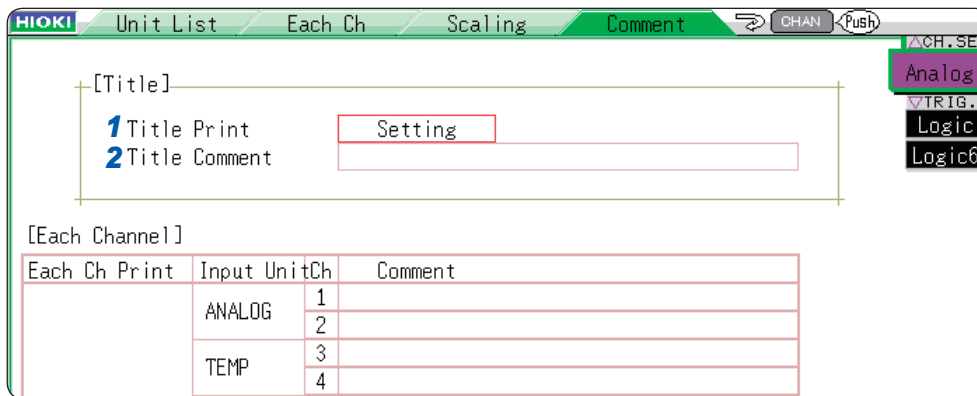 HIOKI Unit List Each Ch Scaling Comment CHAN Push
△CH.SE
Analog
▽TRIG.
Logic
Logic6
[Title]
1 Title Print Setting
2 Title Comment
[Each Channel]
Each Ch Print Input Unit Ch Comment
ANALOG 1
2
TEMP 3
4